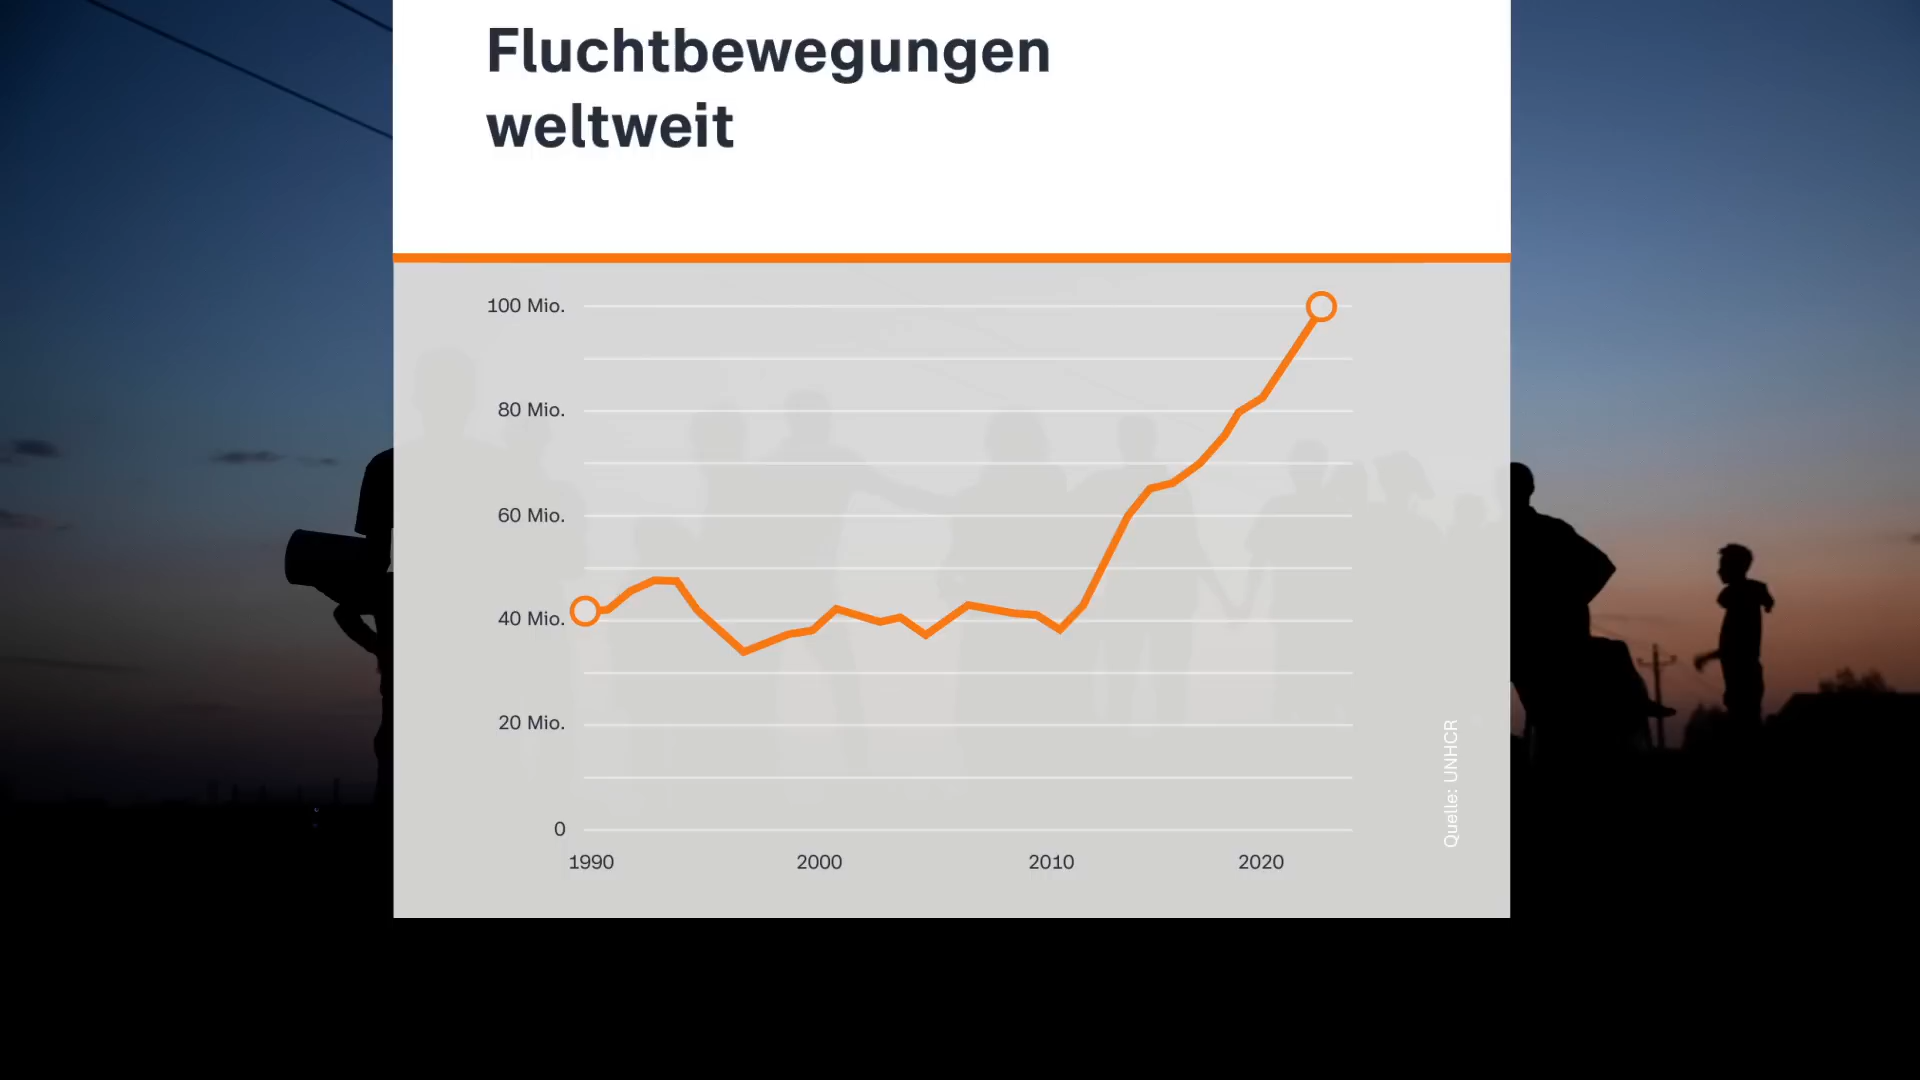 Fluchtbewegungen
weltweit
100 Mio.
80 Mio.
60 Mio.
40 Mio.
20 Mio.
0
1990 2000 2010 2020
Quelle: UNHCR